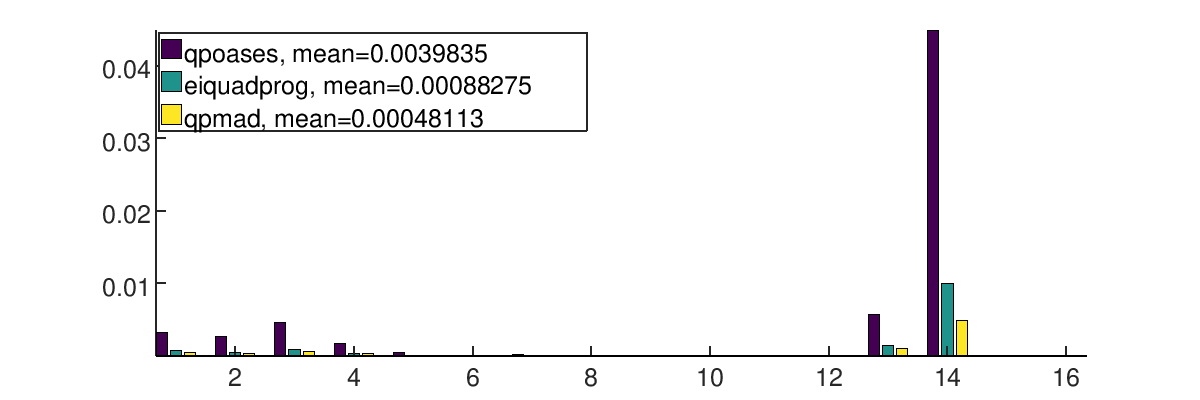 qpoases, mean=0.0039835
eiquadprog, mean=0.00088275
qpmad, mean=0.00048113
0.04
0.03
0.02
0.01
2 4 6 8 10 12 14 16